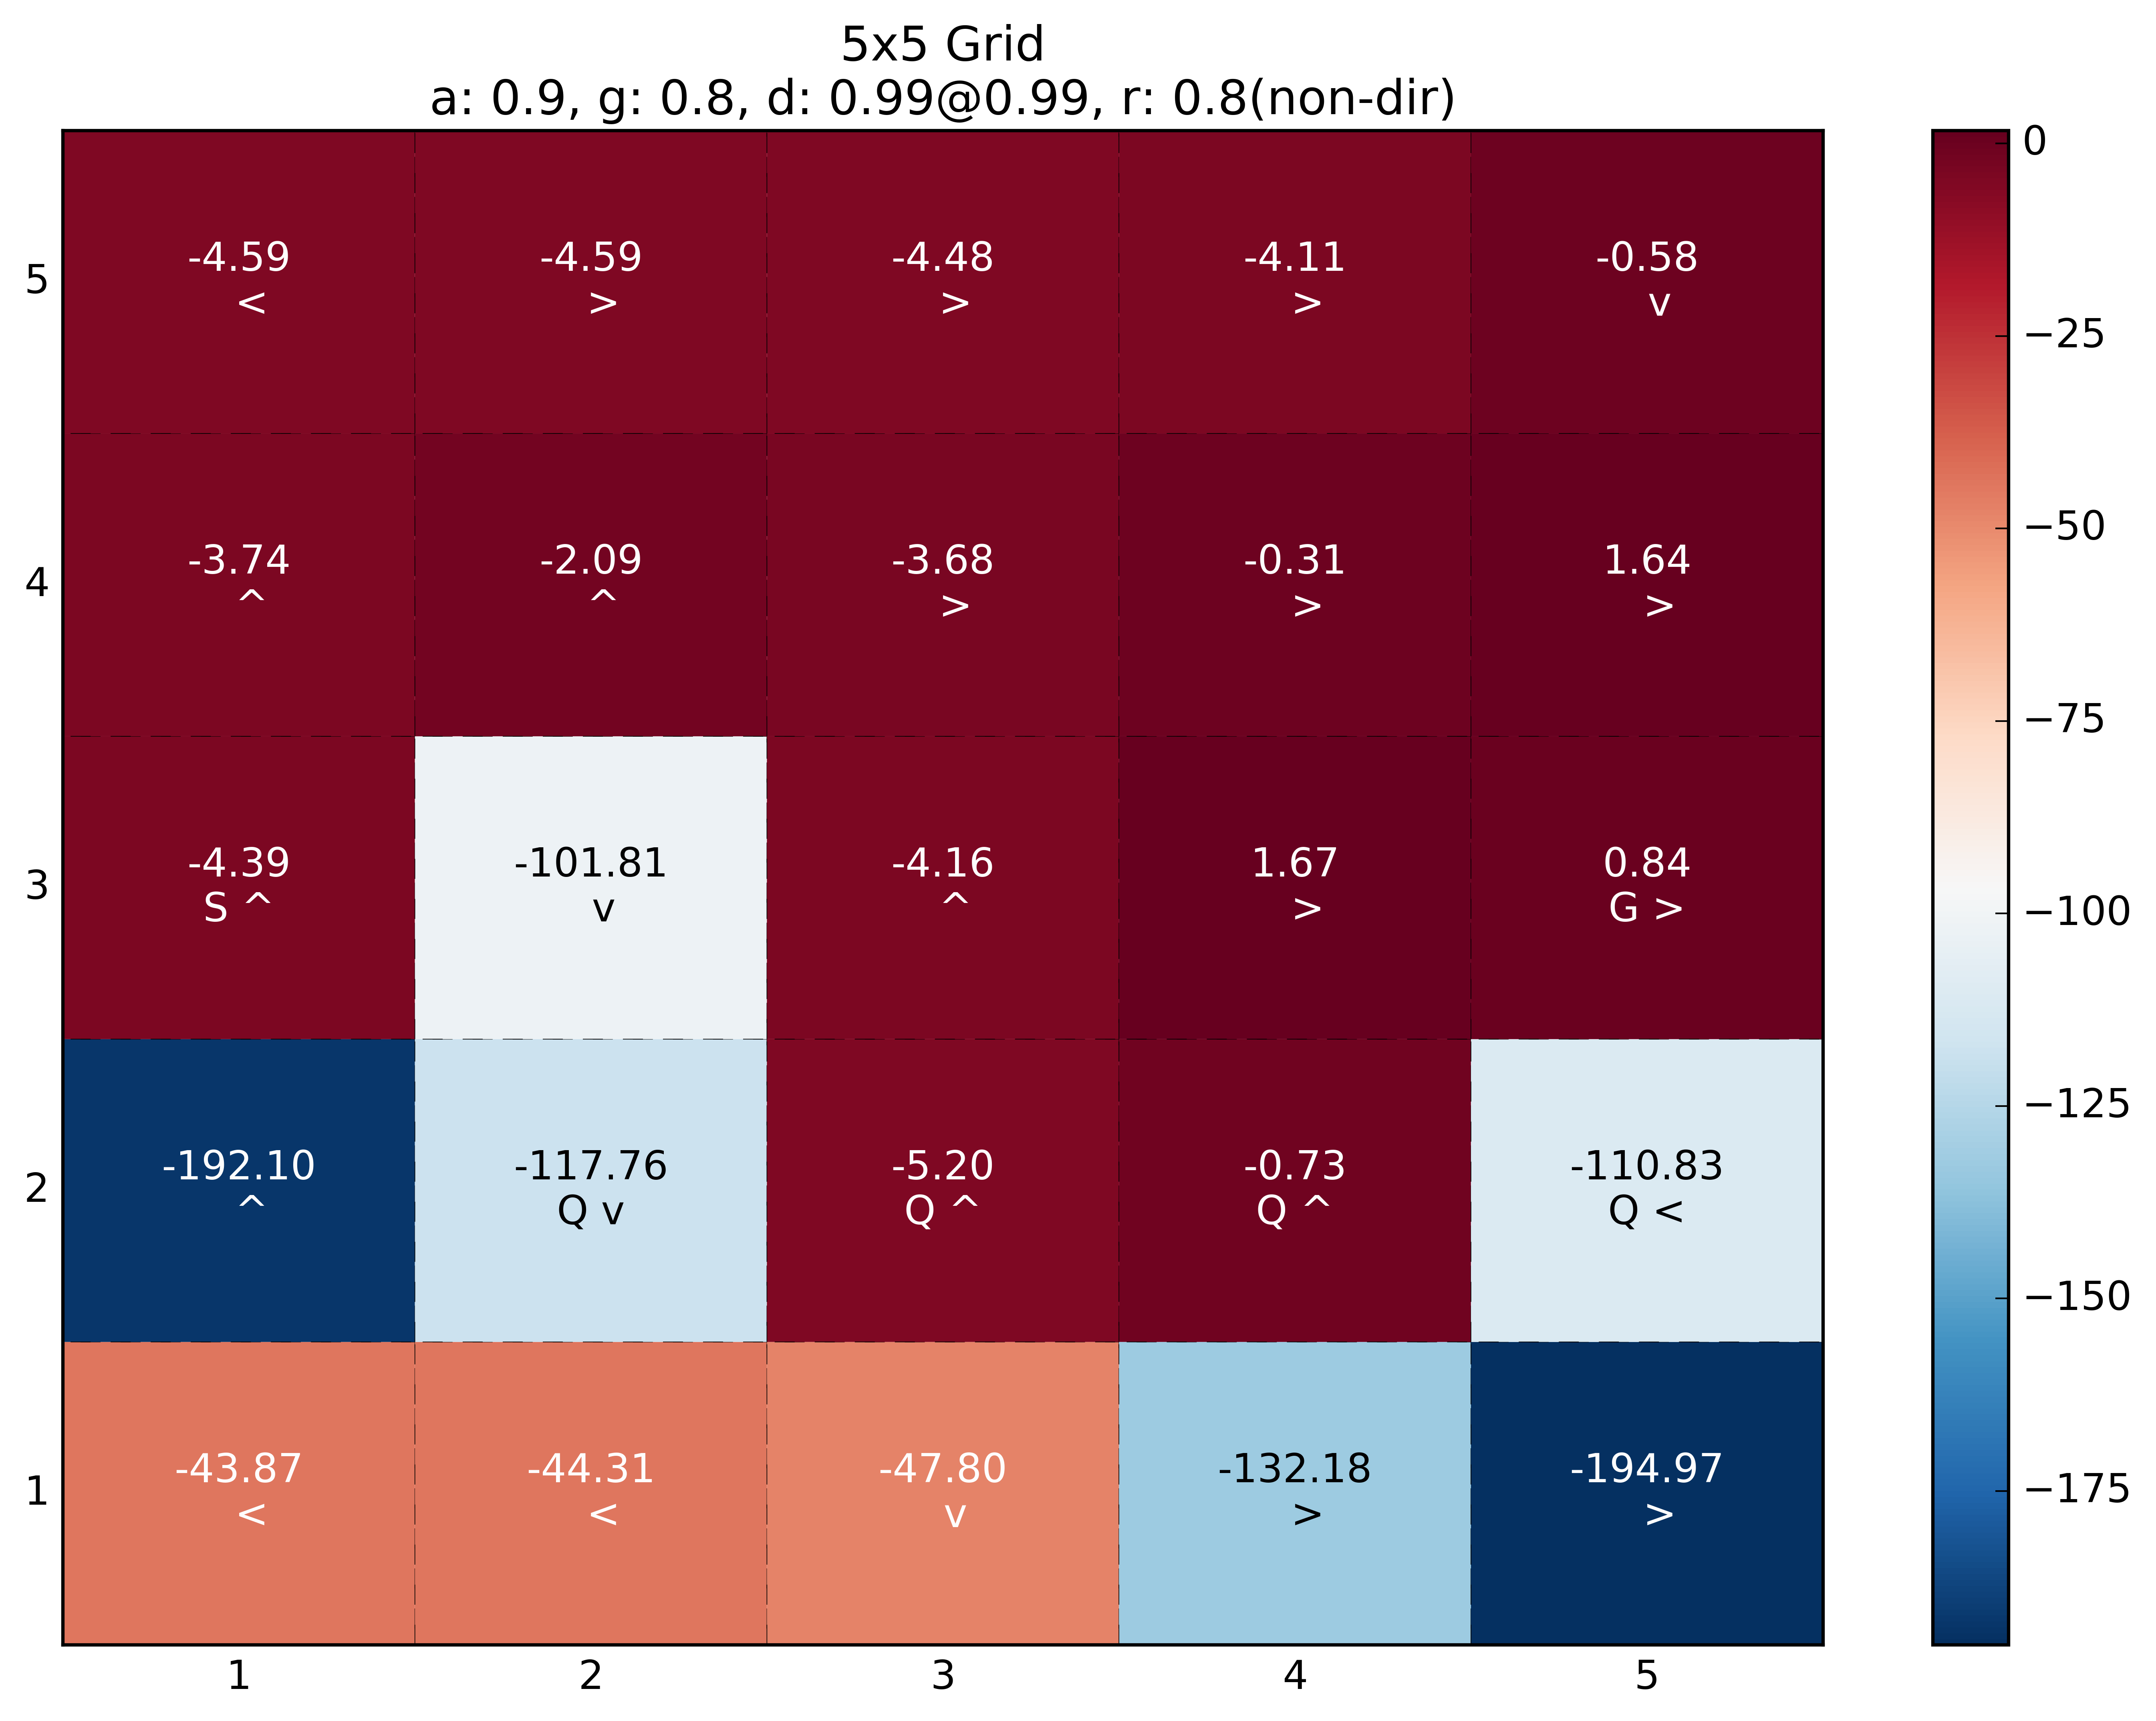 5x5 Grid
a: 0.9, g: 0.8, d: 0.99@0.99, r: 0.8(non-dir)
5
-4.59 -4.59 -4.48 -4.11 -0.58
< > > > v
4
-3.74 -2.09 -3.68 -0.31 1.64
^ ^ > > >
3
-4.39 -101.81 -4.16 1.67 0.84
S ^ v ^ > G >
2
-192.10 -117.76 -5.20 -0.73 -110.83
^ Q v Q ^ Q ^ Q <
1
-43.87 -44.31 -47.80 -132.18 -194.97
< < v > >
1 2 3 4 5
0
−25
−50
−75
−100
−125
−150
−175